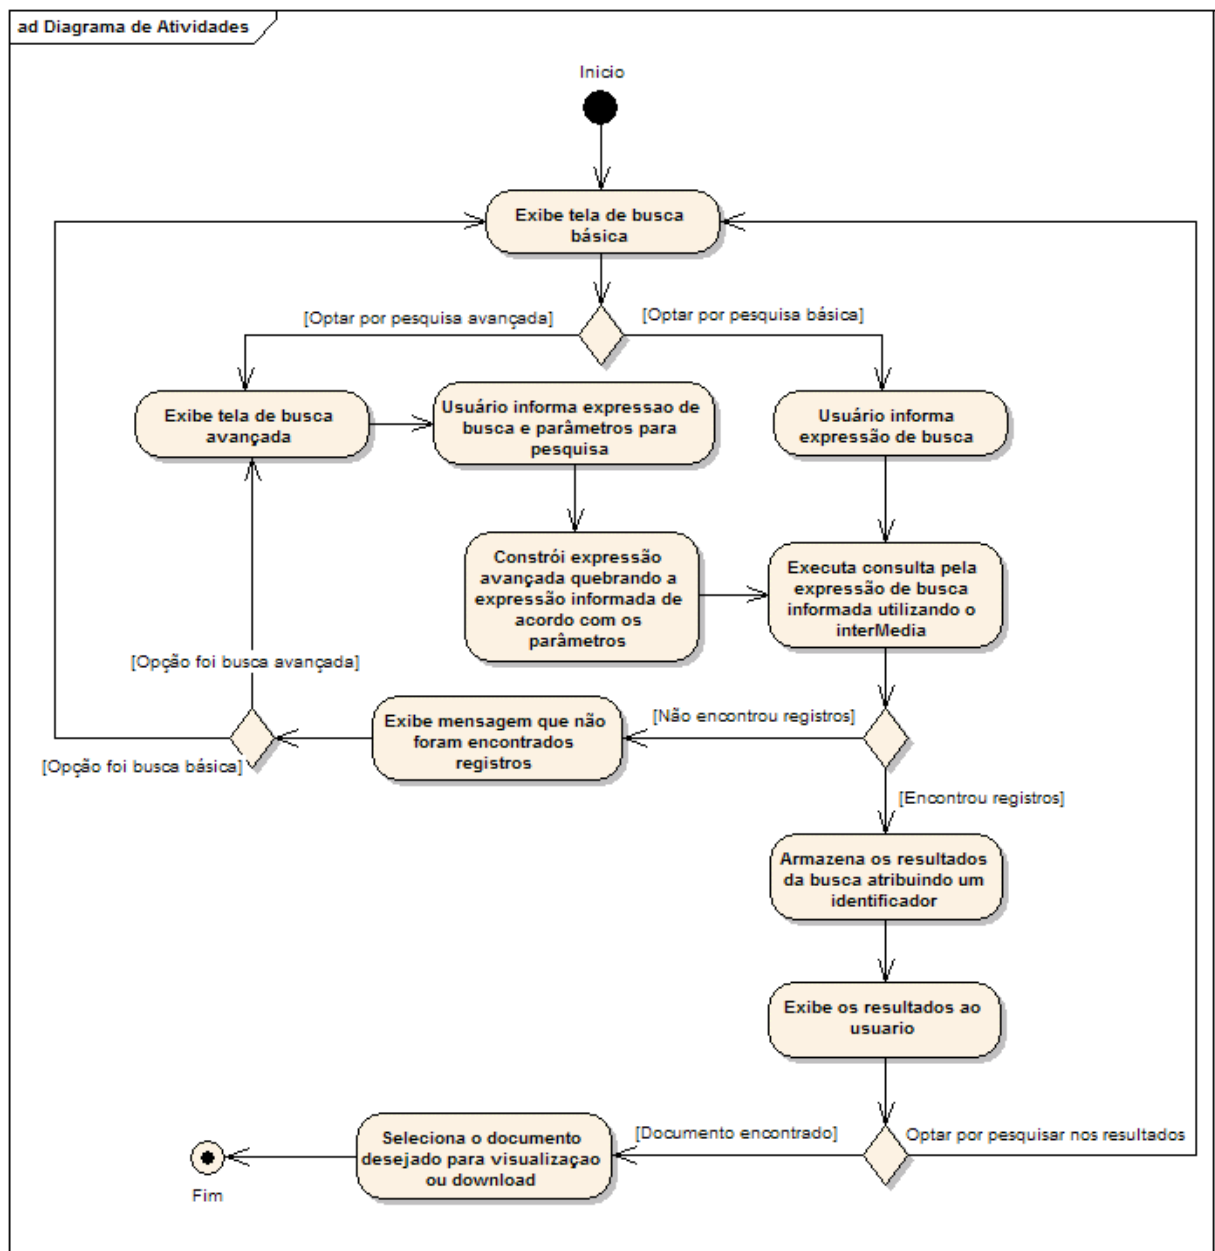 ad Diagrama de Atividades
Inicio
Exibe tela de busca
básica
[Optar por pesquisa avançada]
[Optar por pesquisa básica]
Exibe tela de busca
avançada
Usuário informa expressao de
busca e parâmetros para
pesquisa
Usuário informa
expressão de busca
Constrói expressão
avançada quebrando a
expressão informada de
acordo com os
parâmetros
Executa consulta pela
expressão de busca
informada utilizando o
interMedia
[Opção foi busca avançada]
[Opção foi busca básica]
Exibe mensagem que não
foram encontrados
registros
[Não encontrou registros]
[Encontrou registros]
Armazena os resultados
da busca atribuindo um
identificador
Exibe os resultados ao
usuario
[Documento encontrado]
Optar por pesquisar nos resultados
Seleciona o documento
desejado para visualizaçao
ou download
Fim